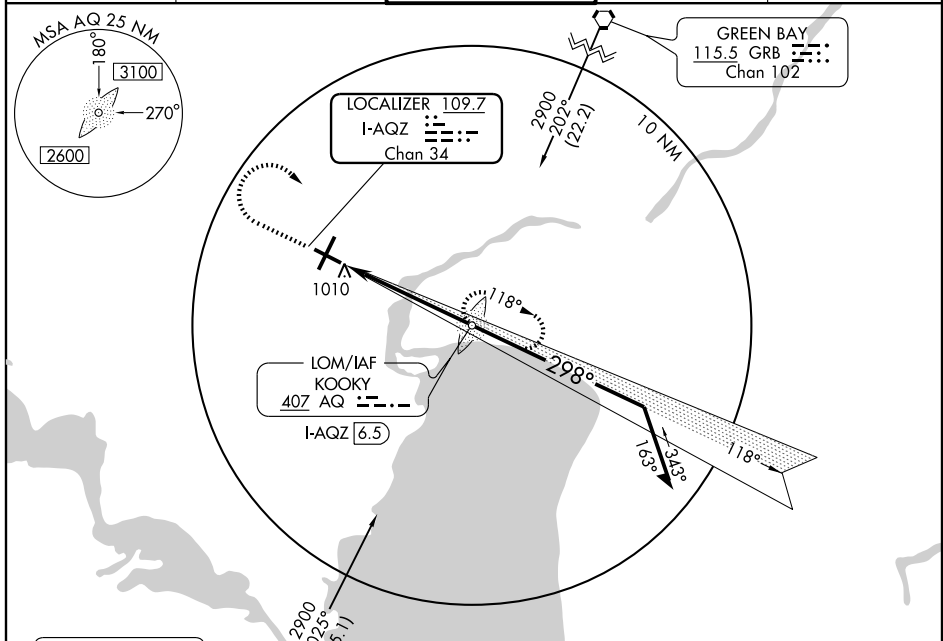 MSA AQ 25 NM
180°
3100
270°
2600
LOCALIZER 109.7
I-AQZ
Chan 34
GREEN BAY
115.5 GRB
Chan 102
2900
202°
(22.2)
10 NM
1010
118°
LOM/IAF
KOOKY
407 AQ
I-AQZ 6.5
298°
118°
163°
343°
2900
025°